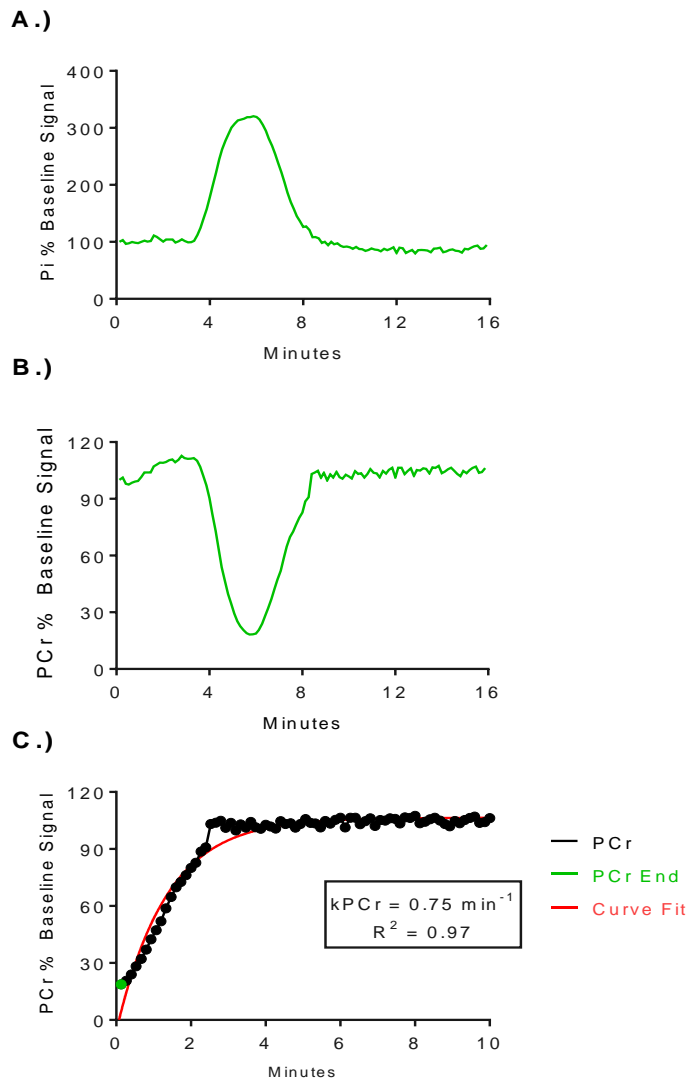 A.)
Pi % Baseline Signal
400
300
200
100
0
0 4 8 12 16
Minutes
B.)
PCr % Baseline Signal
120
90
60
30
0
0 4 8 12 16
Minutes
C.)
PCr % Baseline Signal
120
90
60
30
0
0 2 4 6 8 10
Minutes
kPCr = 0.75 min⁻¹
R² = 0.97
PCr
PCr End
Curve Fit